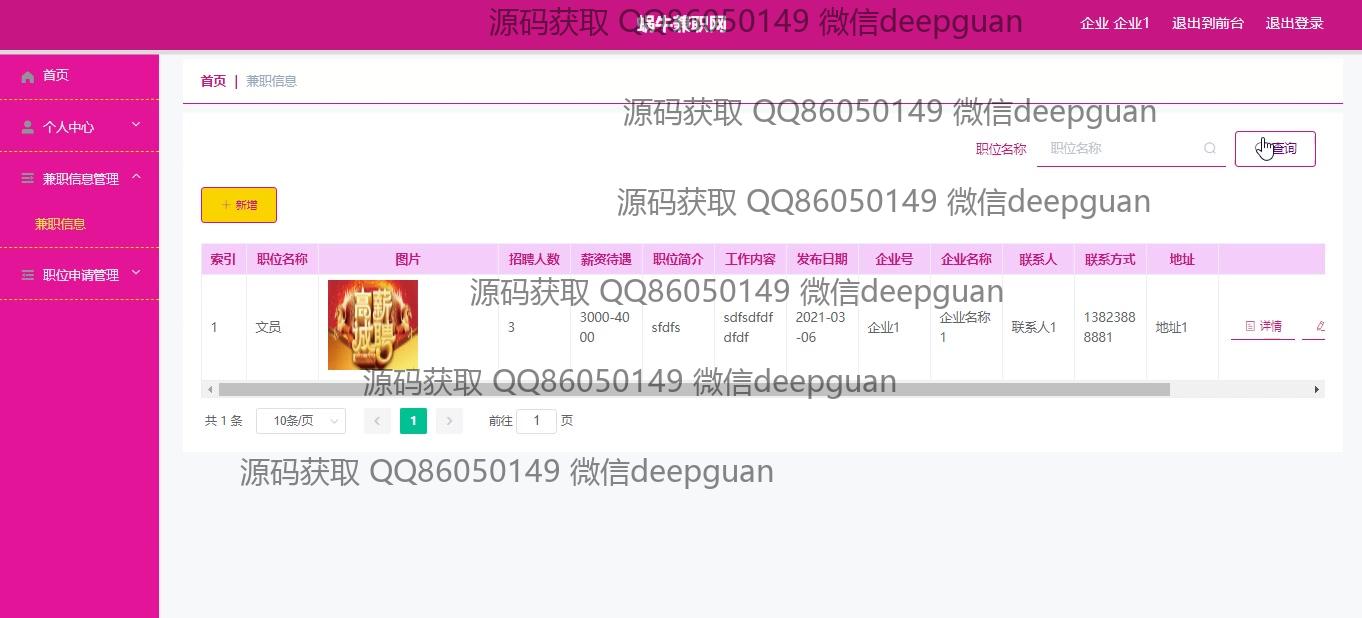 蜗牛兼职网
源码获取 QQ86050149 微信deepguan
企业 企业1 退出到前台 退出登录
首页
个人中心
兼职信息管理
兼职信息
职位申请管理
首页 | 兼职信息
源码获取 QQ86050149 微信deepguan
职位名称 职位名称 查询
源码获取 QQ86050149 微信deepguan
+ 新增
索引 职位名称 图片 招聘人数 薪资待遇 职位简介 工作内容 发布日期 企业号 企业名称 联系人 联系方式 地址
源码获取 QQ86050149 微信deepguan
1 文员 高薪诚聘 3 3000-4000 sfdfs sdfsdfdfdfdf 2021-03-06 企业1 企业名称1 联系人1 13823888881 地址1 详情
源码获取 QQ86050149 微信deepguan
共 1 条 10条/页 < 1 > 前往 1 页
源码获取 QQ86050149 微信deepguan